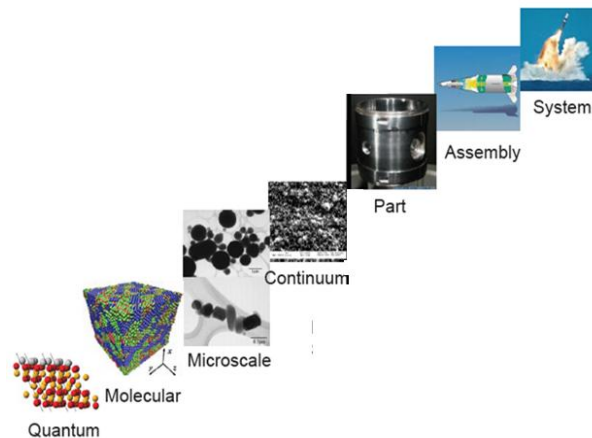 System
Assembly
Part
Continuum
Microscale
Molecular
Quantum